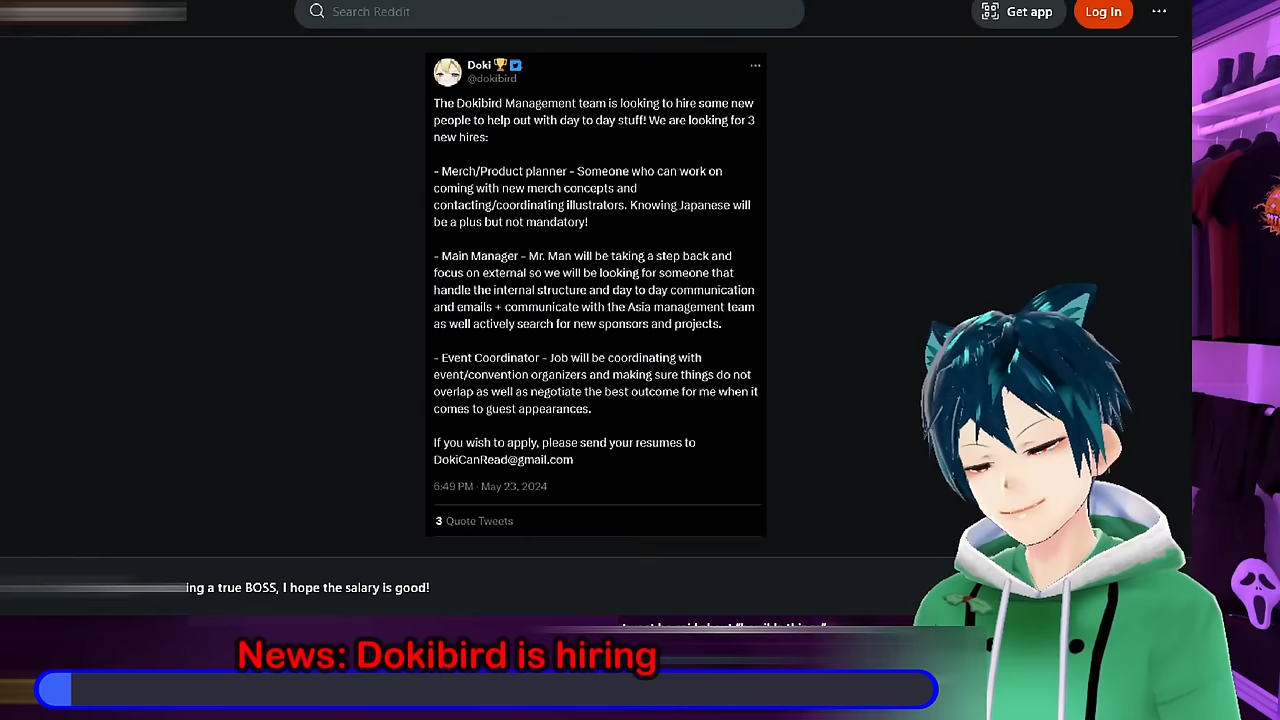 Search Reddit
Get app
Log In
Doki
@dokibird
The Dokibird Management team is looking to hire some new
people to help out with day to day stuff! We are looking for 3
new hires:
- Merch/Product planner - Someone who can work on
coming with new merch concepts and
contacting/coordinating illustrators. Knowing Japanese will
be a plus but not mandatory!
- Main Manager - Mr. Man will be taking a step back and
focus on external so we will be looking for someone that
handle the internal structure and day to day communication
and emails + communicate with the Asia management team
as well actively search for new sponsors and projects.
- Event Coordinator - Job will be coordinating with
event/convention organizers and making sure things do not
overlap as well as negotiate the best outcome for me when it
comes to guest appearances.
If you wish to apply, please send your resumes to
DokiCanRead@gmail.com
6:49 PM · May 23, 2024
3 Quote Tweets
ing a true BOSS, I hope the salary is good!
News: Dokibird is hiring